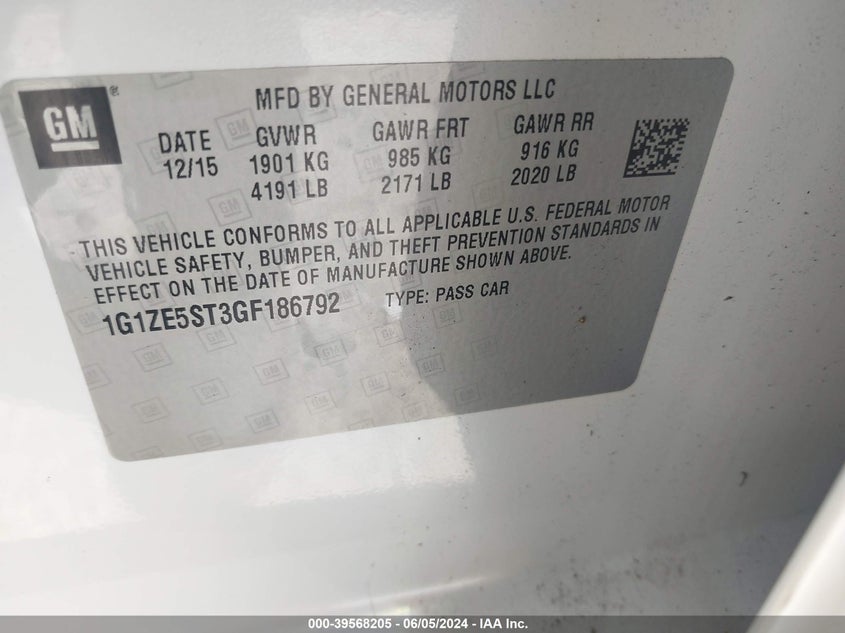 GM ®
MFD BY GENERAL MOTORS LLC
DATE GVWR GAWR FRT GAWR RR
12/15 1901 KG 985 KG 916 KG
4191 LB 2171 LB 2020 LB
THIS VEHICLE CONFORMS TO ALL APPLICABLE U.S. FEDERAL MOTOR
VEHICLE SAFETY, BUMPER, AND THEFT PREVENTION STANDARDS IN
EFFECT ON THE DATE OF MANUFACTURE SHOWN ABOVE.
1G1ZE5ST3GF186792 TYPE: PASS CAR
000-39568205 - 06/05/2024 - IAA Inc.